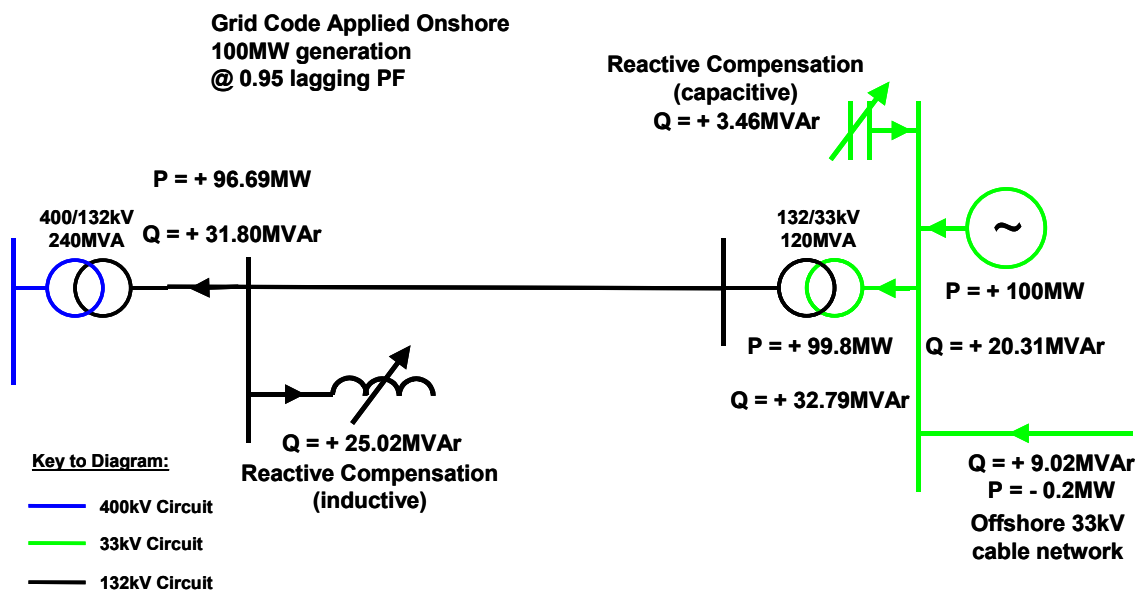 Grid Code Applied Onshore
100MW generation
@ 0.95 lagging PF
Reactive Compensation
(capacitive)
Q = + 3.46MVAr
P = + 96.69MW
400/132kV
240MVA
Q = + 31.80MVAr
132/33kV
120MVA
~
P = + 100MW
P = + 99.8MW
Q = + 20.31MVAr
Q = + 32.79MVAr
Q = + 25.02MVAr
Reactive Compensation
(inductive)
Q = + 9.02MVAr
P = - 0.2MW
Offshore 33kV
cable network
Key to Diagram:
400kV Circuit
33kV Circuit
132kV Circuit